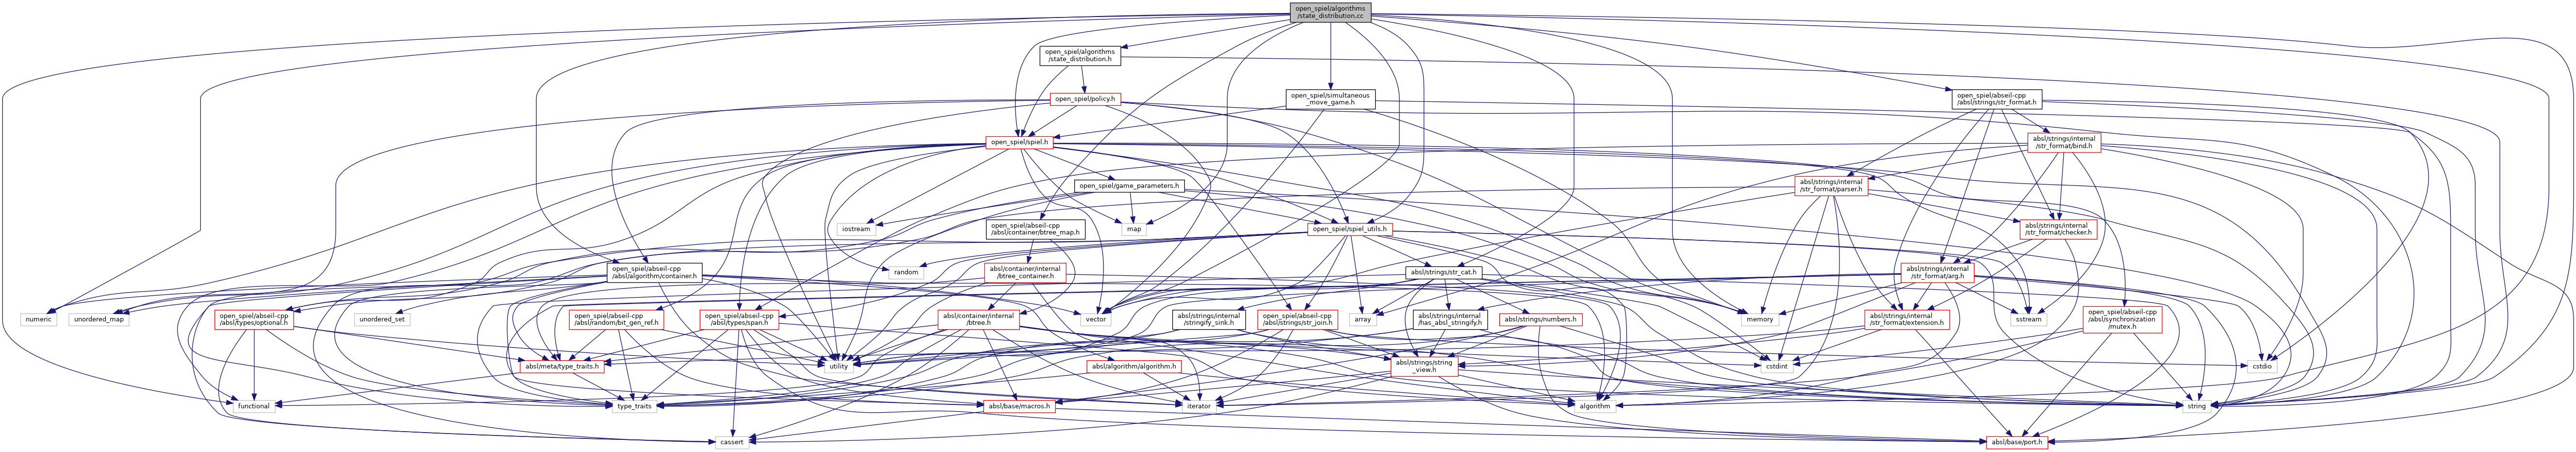 open_spiel/algorithms
/state_distribution.cc
open_spiel/algorithms
/state_distribution.h
open_spiel/policy.h
open_spiel/simultaneous
_move_game.h
open_spiel/abseil-cpp
/absl/strings/str_format.h
open_spiel/spiel.h
absl/strings/internal
/str_format/bind.h
open_spiel/game_parameters.h
absl/strings/internal
/str_format/parser.h
iostream
open_spiel/abseil-cpp
/absl/container/btree_map.h
map
open_spiel/spiel_utils.h
absl/strings/internal
/str_format/checker.h
open_spiel/abseil-cpp
/absl/algorithm/container.h
random
absl/container/internal
/btree_container.h
absl/strings/str_cat.h
absl/strings/internal
/str_format/arg.h
numeric
unordered_map
open_spiel/abseil-cpp
/absl/types/optional.h
unordered_set
open_spiel/abseil-cpp
/absl/random/bit_gen_ref.h
open_spiel/abseil-cpp
/absl/types/span.h
vector
absl/container/internal
/btree.h
absl/strings/internal
/stringify_sink.h
open_spiel/abseil-cpp
/absl/strings/str_join.h
array
absl/strings/internal
/has_absl_stringify.h
absl/strings/numbers.h
memory
absl/strings/internal
/str_format/extension.h
sstream
open_spiel/abseil-cpp
/absl/synchronization
/mutex.h
absl/meta/type_traits.h
utility
absl/algorithm/algorithm.h
absl/strings/string
_view.h
cstdint
cstdio
functional
type_traits
absl/base/macros.h
iterator
algorithm
string
cassert
absl/base/port.h